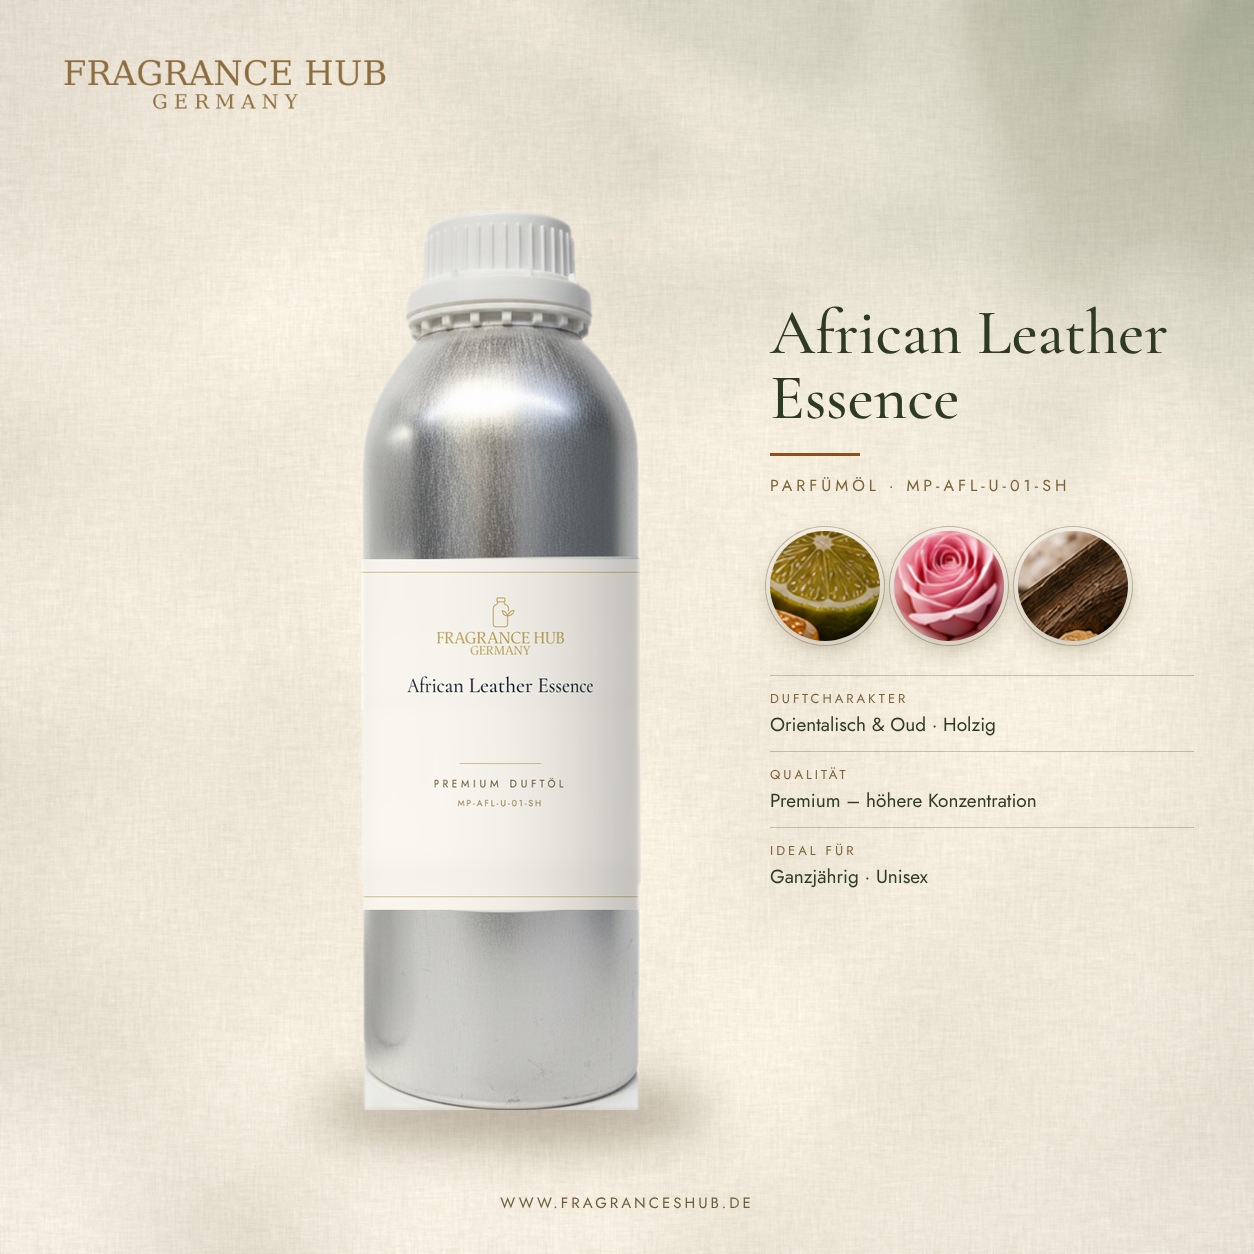 FRAGRANCE HUB
GERMANY
African Leather
Essence
PARFÜMÖL · MP-AFL-U-01-SH
FRAGRANCE HUB
GERMANY
African Leather Essence
PREMIUM DUFTÖL
MP-AFL-U-01-SH
DUFTCHARAKTER
Orientalisch & Oud · Holzig
QUALITÄT
Premium – höhere Konzentration
IDEAL FÜR
Ganzjährig · Unisex
WWW.FRAGRANCESHUB.DE